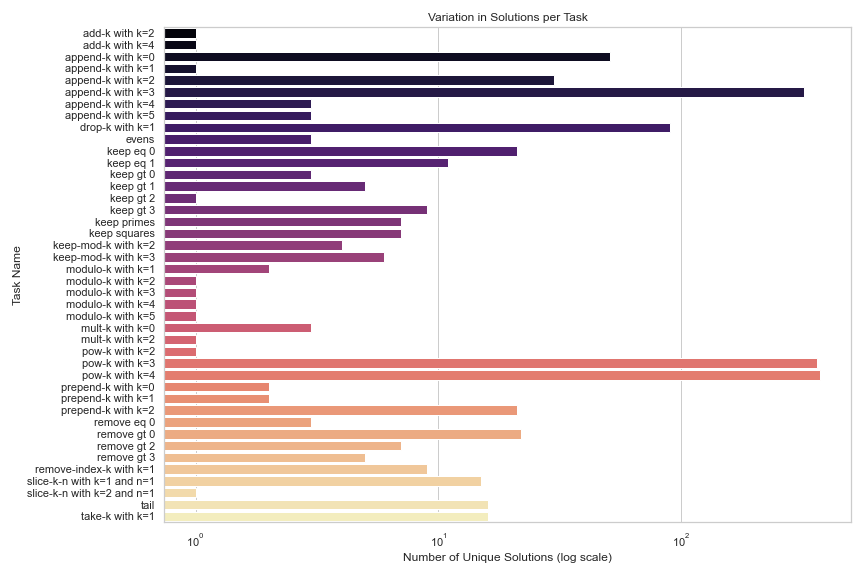 Variation in Solutions per Task
add-k with k=2
add-k with k=4
append-k with k=0
append-k with k=1
append-k with k=2
append-k with k=3
append-k with k=4
append-k with k=5
drop-k with k=1
evens
keep eq 0
keep eq 1
keep gt 0
keep gt 1
keep gt 2
keep gt 3
keep primes
keep squares
keep-mod-k with k=2
keep-mod-k with k=3
modulo-k with k=1
modulo-k with k=2
modulo-k with k=3
modulo-k with k=4
modulo-k with k=5
mult-k with k=0
mult-k with k=2
pow-k with k=2
pow-k with k=3
pow-k with k=4
prepend-k with k=0
prepend-k with k=1
prepend-k with k=2
remove eq 0
remove gt 0
remove gt 2
remove gt 3
remove-index-k with k=1
slice-k-n with k=1 and n=1
slice-k-n with k=2 and n=1
tail
take-k with k=1
Task Name
10^0 10^1 10^2
Number of Unique Solutions (log scale)